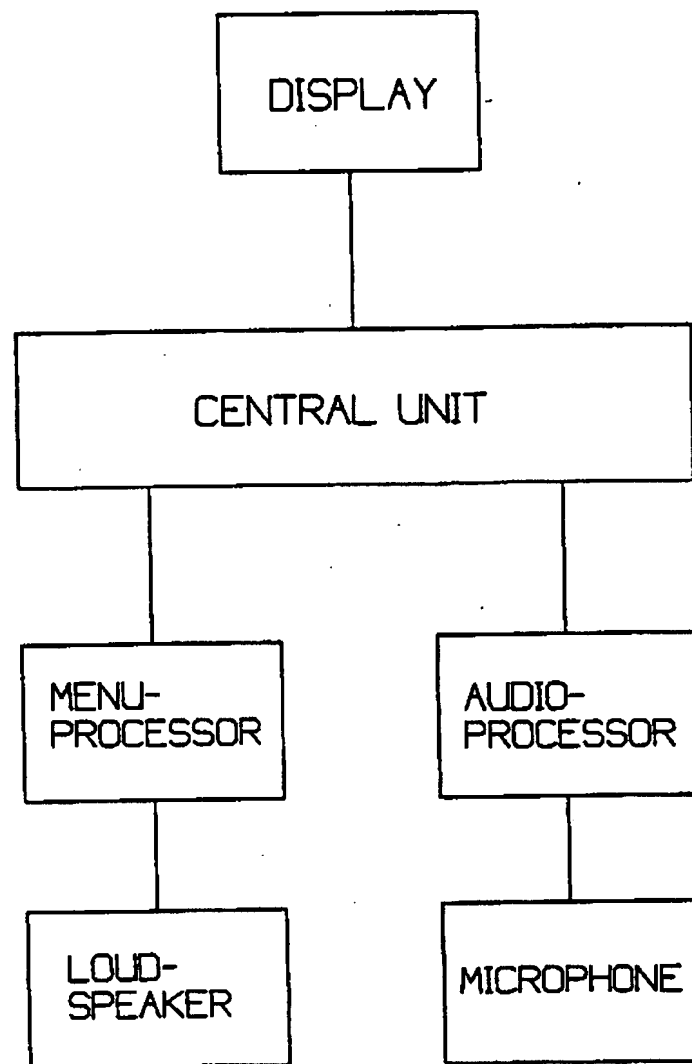 DISPLAY
CENTRAL UNIT
MENU-
PROCESSOR
AUDIO-
PROCESSOR
LOUD-
SPEAKER
MICROPHONE